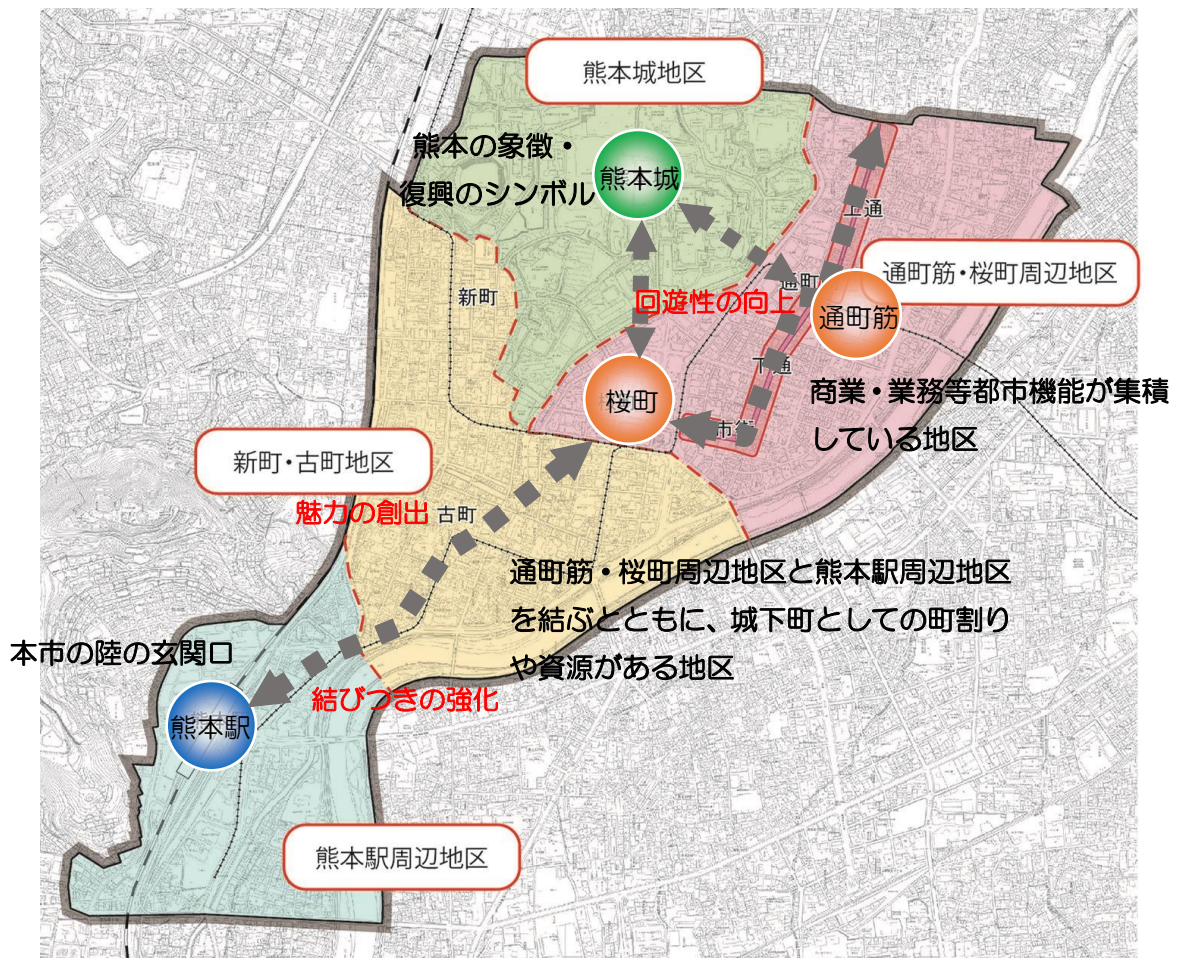 熊本城地区
熊本の象徴・
復興のシンボル
熊本城
上通
通町筋・桜町周辺地区
通町
新町
回遊性の向上
通町筋
下通
桜町
商業・業務等都市機能が集積
している地区
市街
新町・古町地区
魅力の創出
古町
通町筋・桜町周辺地区と熊本駅周辺地区
を結ぶとともに、城下町としての町割り
や資源がある地区
本市の陸の玄関口
結びつきの強化
熊本駅
熊本駅周辺地区